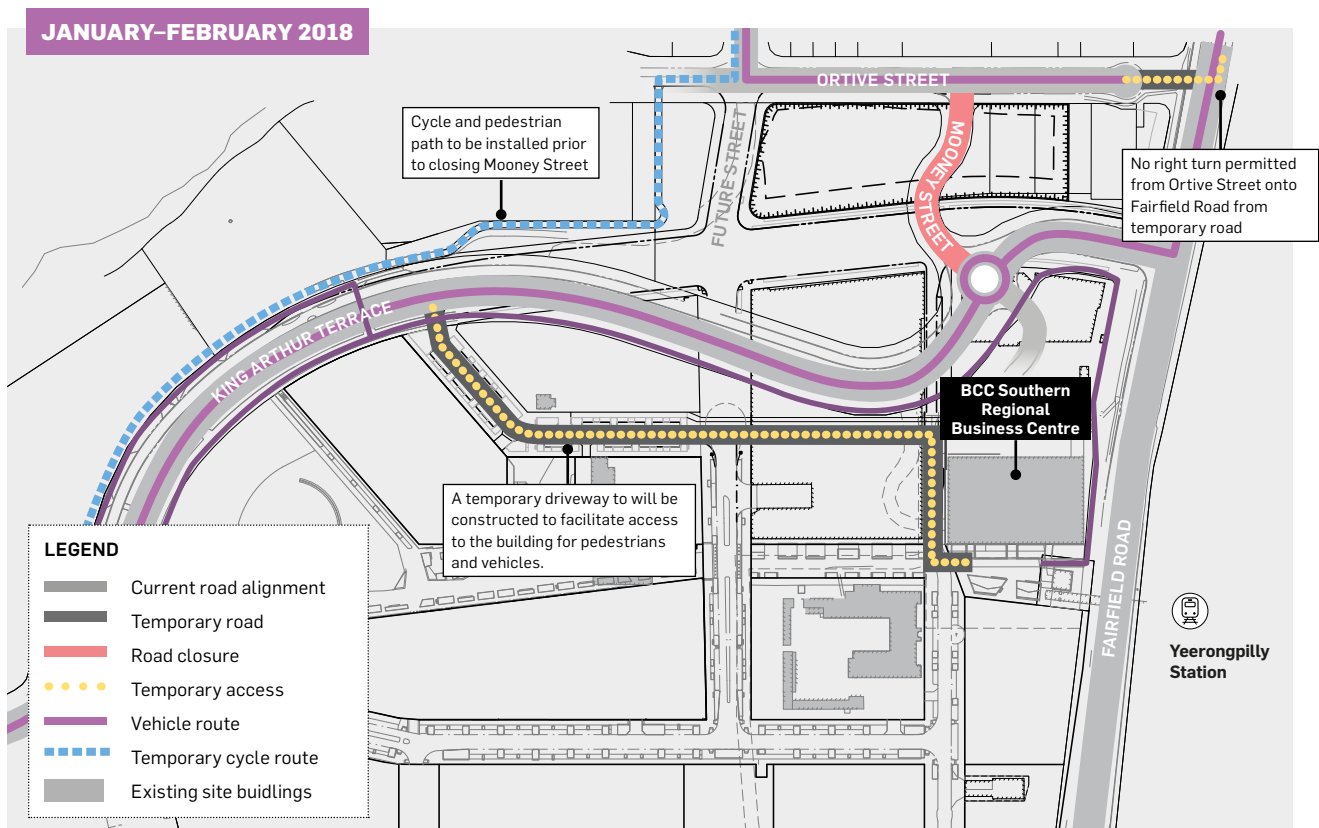 JANUARY–FEBRUARY 2018
ORTIVE STREET
Cycle and pedestrian
path to be installed prior
to closing Mooney Street
FUTURE STREET
MOONEY STREET
No right turn permitted
from Ortive Street onto
Fairfield Road from
temporary road
KING ARTHUR TERRACE
BCC Southern
Regional
Business Centre
A temporary driveway to will be
constructed to facilitate access
to the building for pedestrians
and vehicles.
FAIRFIELD ROAD
Yeerongpilly
Station
LEGEND
Current road alignment
Temporary road
Road closure
Temporary access
Vehicle route
Temporary cycle route
Existing site buidlings